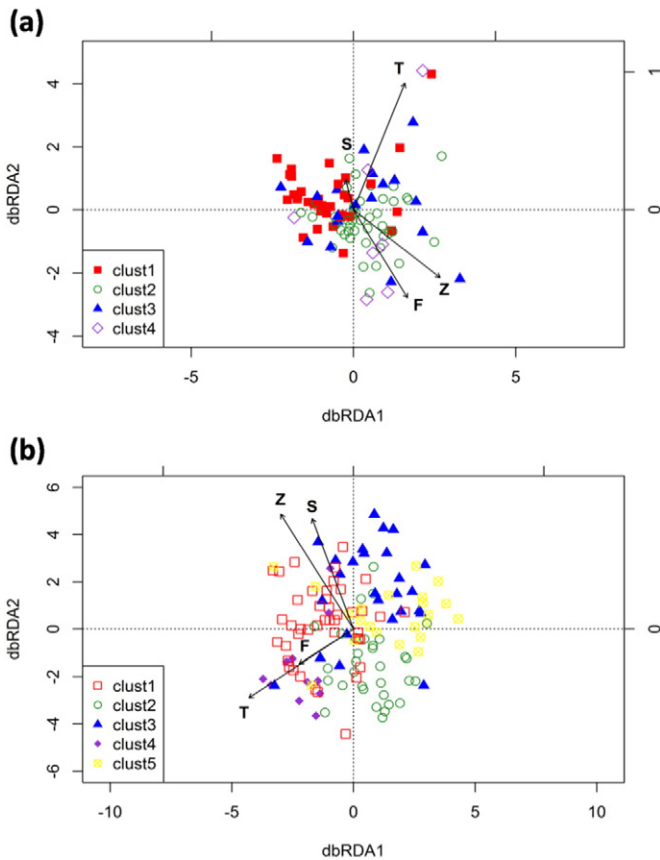 (a)
4
2
0
-2
-4
dbRDA2
T
S
Z
F
1
0
clust1
clust2
clust3
clust4
-5
0
5
dbRDA1
(b)
6
4
2
0
-2
-4
-6
dbRDA2
Z
S
F
T
0
clust1
clust2
clust3
clust4
clust5
-10
-5
0
5
10
dbRDA1